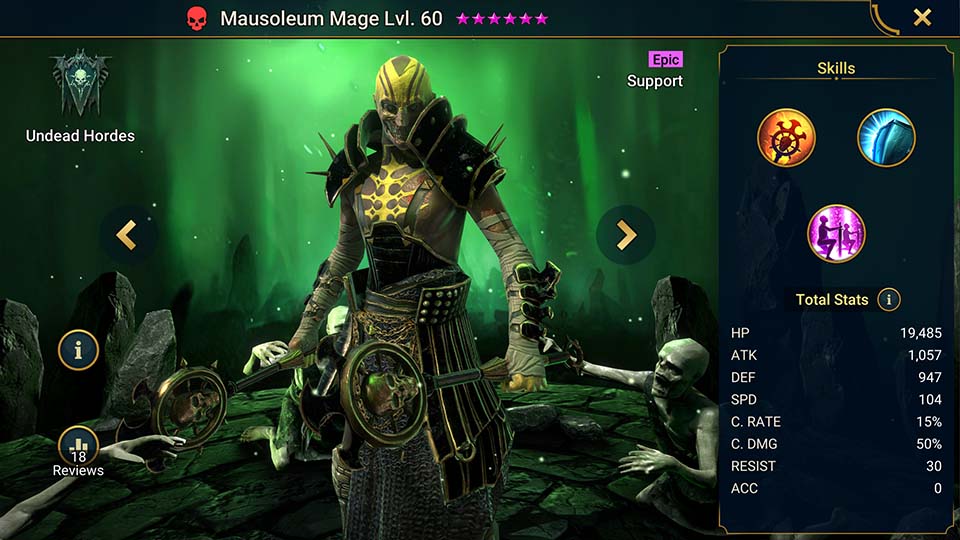 Mausoleum Mage Lvl. 60
Undead Hordes
Epic
Support
18
Reviews
Skills
Total Stats i
HP 19,485
ATK 1,057
DEF 947
SPD 104
C. RATE 15%
C. DMG 50%
RESIST 30
ACC 0